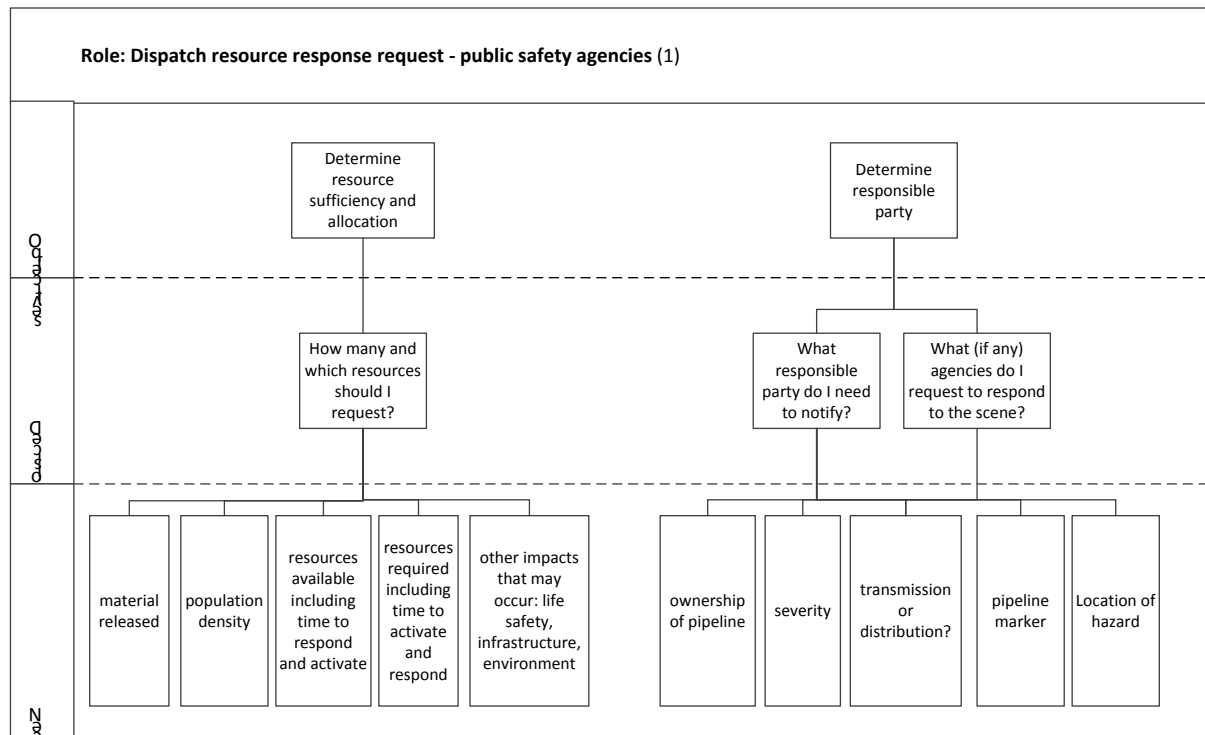 Role: Dispatch resource response request - public safety agencies (1)
Determine
resource
sufficiency and
allocation
Determine
responsible
party
How many and
which resources
should I
request?
What
responsible
party do I need
to notify?
What (if any)
agencies do I
request to respond
to the scene?
material
released
population
density
resources
available
including
time to
respond
and activate
resources
required
including
time to
activate
and
respond
other impacts
that may
occur: life
safety,
infrastructure,
environment
ownership
of pipeline
severity
transmission
or
distribution?
pipeline
marker
Location of
hazard